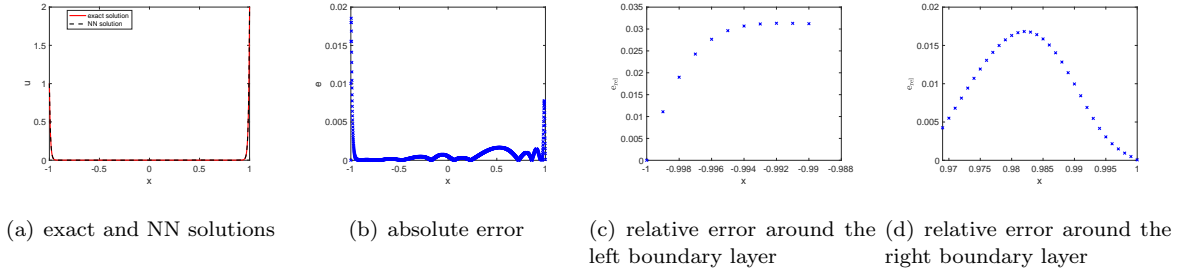 exact solution
NN solution
2
1.5
1
0.5
0
u
-1
-0.5
0
0.5
1
x
0.02
0.015
0.01
0.005
0
e
-1
-0.5
0
0.5
1
x
0.035
0.03
0.025
0.02
0.015
0.01
0.005
0
e_rel
-1
-0.998
-0.996
-0.994
-0.992
-0.99
-0.988
x
0.02
0.015
0.01
0.005
0
e_rel
0.97
0.975
0.98
0.985
0.99
0.995
1
x
(a) exact and NN solutions
(b) absolute error
(c) relative error around the
left boundary layer
(d) relative error around the
right boundary layer